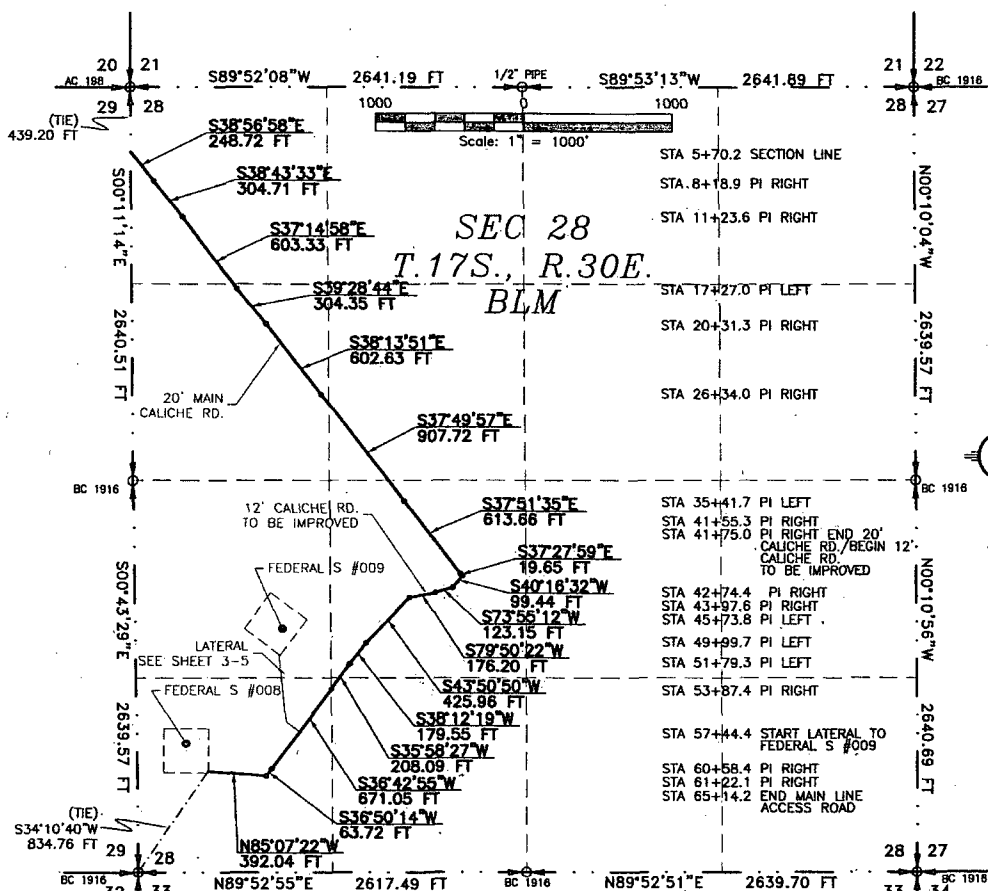 20 21
S89°52'08"W 2641.19 FT
1/2" PIPE
S89°53'13"W 2641.89 FT
21 22
AC 198
BC 1916
29 28
28 27
(TIE)
439.20 FT
1000 0 1000
Scale: 1" = 1000'
S38°56'58"E
248.72 FT
S38°43'33"E
304.71 FT
S37°14'58"E
603.33 FT
S39°28'44"E
304.35 FT
S38°13'51"E
602.63 FT
S37°49'57"E
907.72 FT
S37°51'35"E
613.66 FT
S37°27'59"E
19.65 FT
S40°16'32"W
99.44 FT
S73°55'12"W
123.15 FT
S79°50'22"W
176.20 FT
S43°50'50"W
425.96 FT
S38°12'19"W
179.55 FT
S35°58'27"W
208.09 FT
S36°42'55"W
671.05 FT
S36°50'14"W
63.72 FT
N85°07'22"W
392.04 FT
SEC 28
T.17S., R.30E.
BLM
20' MAIN
CALICHE RD.
12' CALICHE RD.
TO BE IMPROVED
FEDERAL S #009
LATERAL
SEE SHEET 3-5
FEDERAL S #008
S00°11'14"E 2640.51 FT
BC 1916
S00°43'29"E 2639.57 FT
(TIE)
S34°10'40"W
834.76 FT
STA 5+70.2 SECTION LINE
STA 8+18.9 PI RIGHT
STA 11+23.6 PI RIGHT
STA 17+27.0 PI LEFT
STA 20+31.3 PI RIGHT
STA 26+34.0 PI RIGHT
STA 35+41.7 PI LEFT
STA 41+55.3 PI RIGHT
STA 41+75.0 PI RIGHT END 20'
CALICHE RD./BEGIN 12'
CALICHE RD.
TO BE IMPROVED
STA 42+74.4 PI RIGHT
STA 43+97.6 PI RIGHT
STA 45+73.8 PI LEFT
STA 49+99.7 PI LEFT
STA 51+79.3 PI LEFT
STA 53+87.4 PI RIGHT
STA 57+44.4 START LATERAL TO
FEDERAL S #009
STA 60+58.4 PI RIGHT
STA 61+22.1 PI RIGHT
STA 65+14.2 END MAIN LINE
ACCESS ROAD
N00°10'04"W 2639.57 FT
BC 1916
N00°10'56"W 2640.69 FT
29 28
28 27
BC 1916
N89°52'55"E 2617.49 FT
BC 1916
N89°52'51"E 2639.70 FT
BC 1916
32 33
33 34